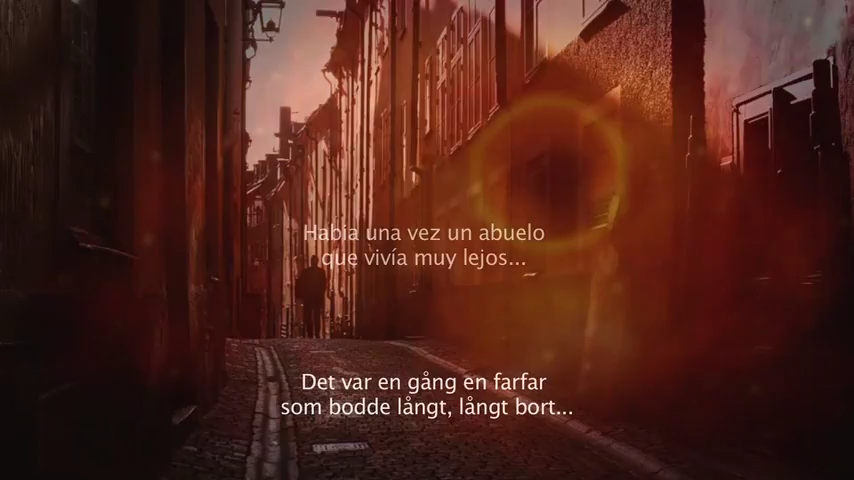 Había una vez un abuelo
que vivía muy lejos...
Det var en gång en farfar
som bodde långt, långt bort...